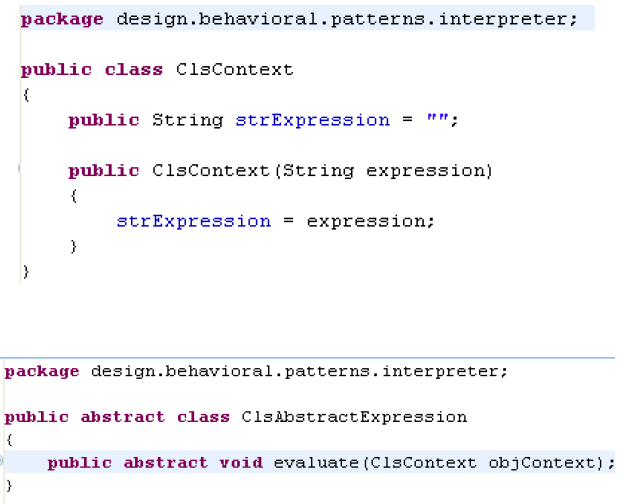 package design.behavioral.patterns.interpreter;
public class ClsContext
{
public String strExpression = "";
public ClsContext(String expression)
{
strExpression = expression;
}
}
package design.behavioral.patterns.interpreter;
public abstract class ClsAbstractExpression
{
public abstract void evaluate(ClsContext objContext);
}